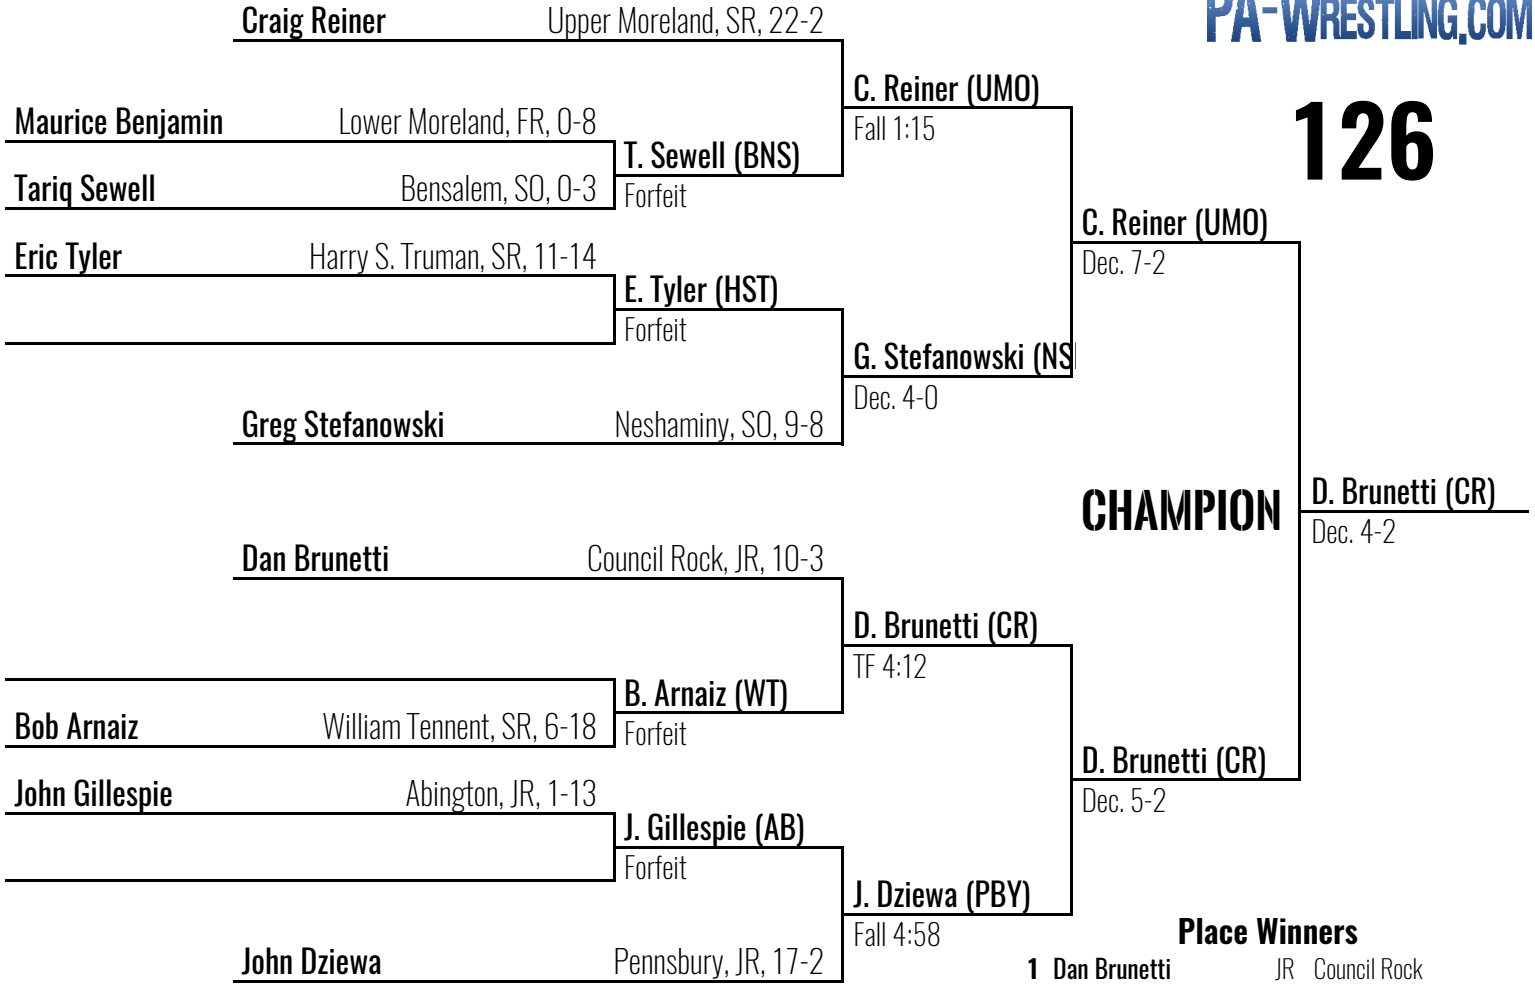 PA-WRESTLING.COM
126
Craig Reiner Upper Moreland, SR, 22-2
C. Reiner (UMO)
Fall 1:15
Maurice Benjamin Lower Moreland, FR, 0-8
T. Sewell (BNS)
Forfeit
Tariq Sewell Bensalem, SO, 0-3
C. Reiner (UMO)
Dec. 7-2
Eric Tyler Harry S. Truman, SR, 11-14
E. Tyler (HST)
Forfeit
G. Stefanowski (NS
Dec. 4-0
Greg Stefanowski Neshaminy, SO, 9-8
CHAMPION
D. Brunetti (CR)
Dec. 4-2
Dan Brunetti Council Rock, JR, 10-3
D. Brunetti (CR)
TF 4:12
B. Arnaiz (WT)
Forfeit
Bob Arnaiz William Tennent, SR, 6-18
D. Brunetti (CR)
Dec. 5-2
John Gillespie Abington, JR, 1-13
J. Gillespie (AB)
Forfeit
J. Dziewa (PBY)
Fall 4:58
John Dziewa Pennsbury, JR, 17-2
Place Winners
1 Dan Brunetti JR Council Rock